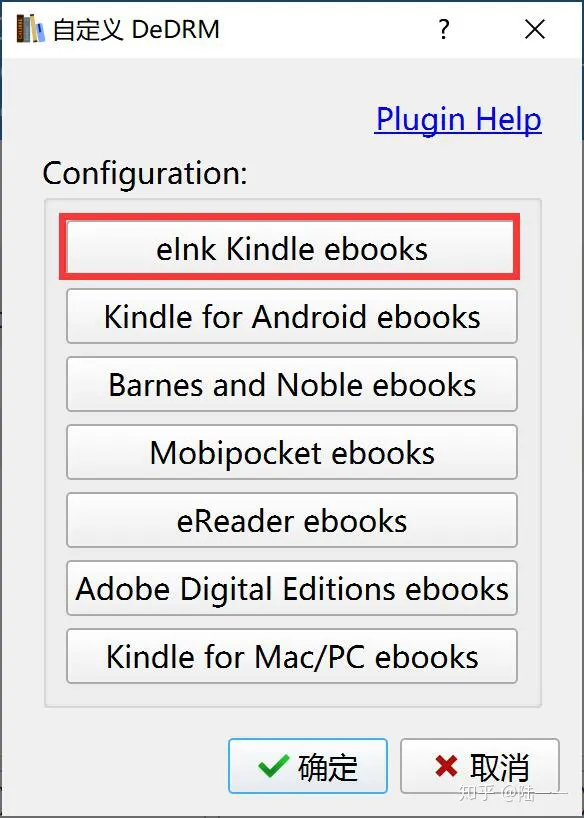 自定义 DeDRM
?
Plugin Help
Configuration:
eInk Kindle ebooks
Kindle for Android ebooks
Barnes and Noble ebooks
Mobipocket ebooks
eReader ebooks
Adobe Digital Editions ebooks
Kindle for Mac/PC ebooks
确定
取消
知乎 @陆一一